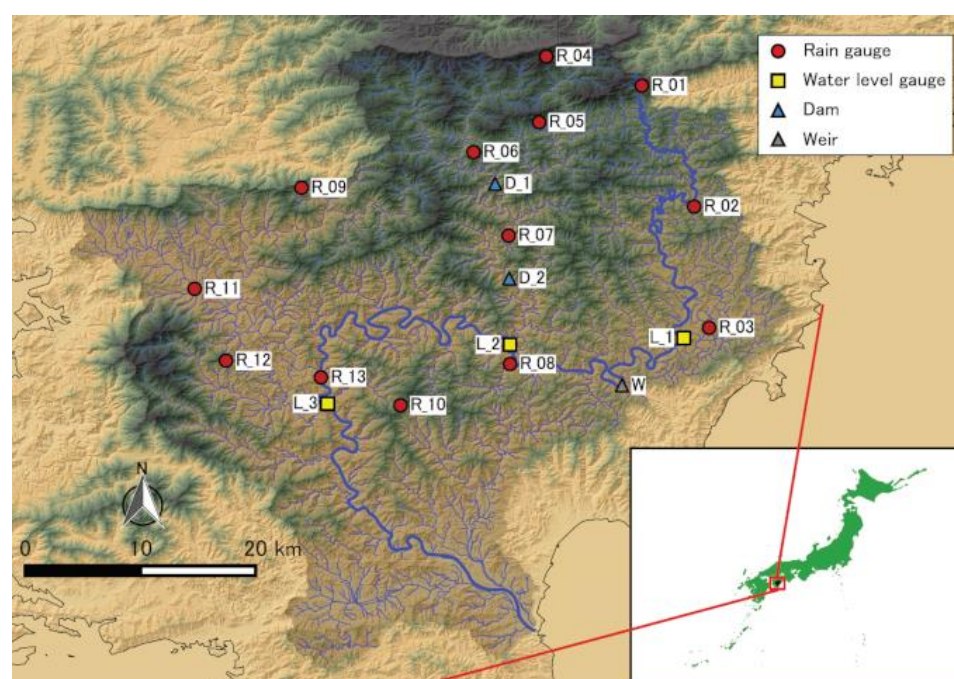 R_04
R_01
R_05
R_06
R_09
D_1
R_02
R_07
R_11
D_2
R_03
L_1
L_2
R_08
R_12
R_13
W
L_3
R_10
Rain gauge
Water level gauge
Dam
Weir
N
0 10 20 km